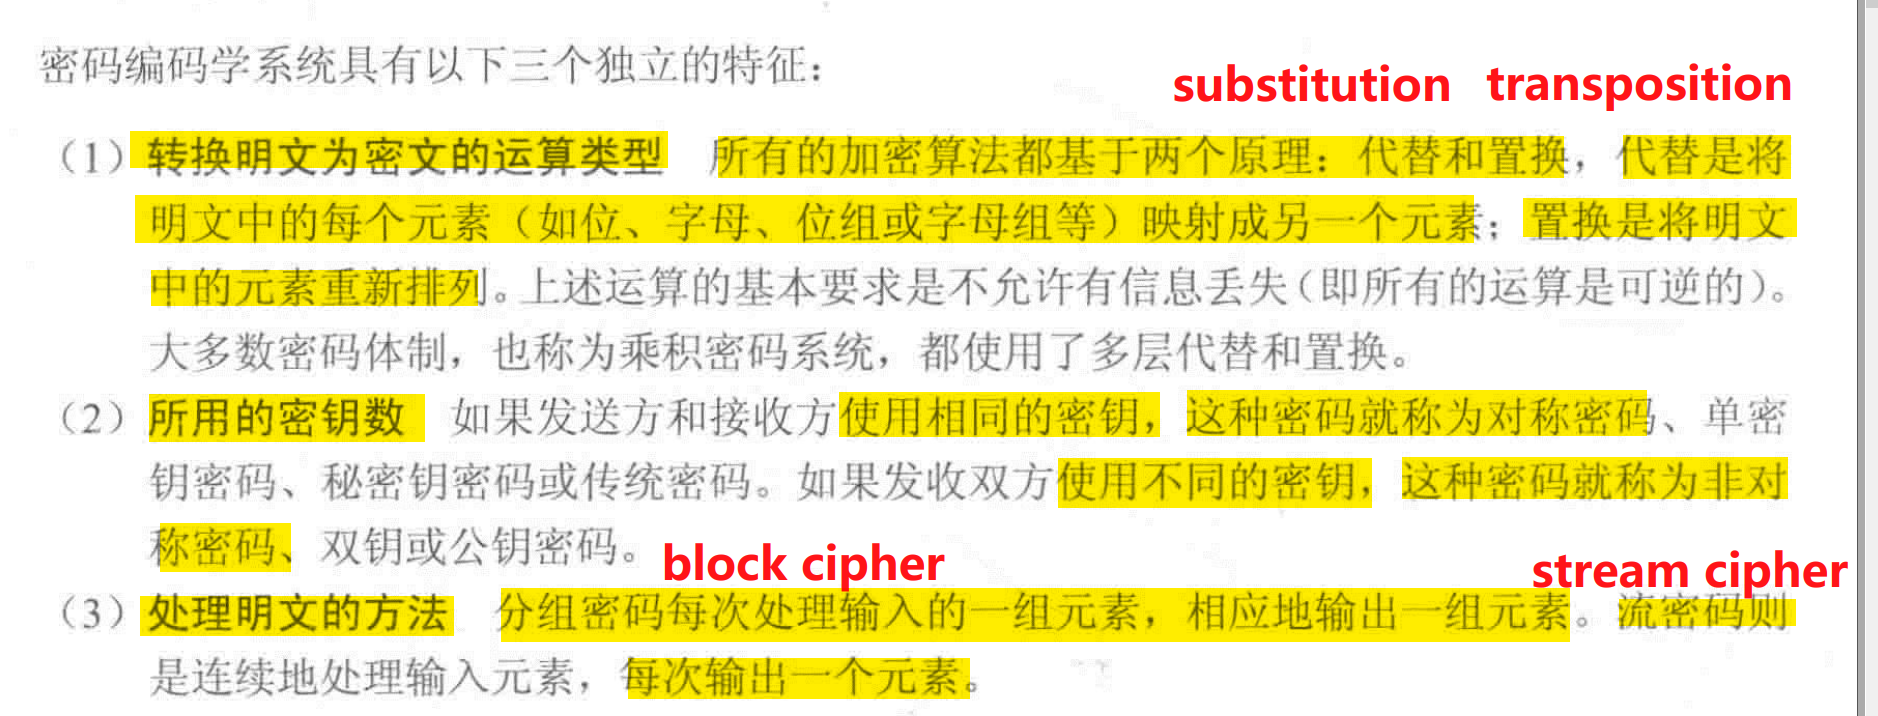 密码编码学系统具有以下三个独立的特征：
substitution transposition
（1）转换明文为密文的运算类型 所有的加密算法都基于两个原理：代替和置换，代替是将
明文中的每个元素（如位、字母、位组或字母组等）映射成另一个元素；置换是将明文
中的元素重新排列。上述运算的基本要求是不允许有信息丢失（即所有的运算是可逆的）。
大多数密码体制，也称为乘积密码系统，都使用了多层代替和置换。
（2）所用的密钥数 如果发送方和接收方使用相同的密钥，这种密码就称为对称密码、单密
钥密码、秘密钥密码或传统密码。如果发收双方使用不同的密钥，这种密码就称为非对
称密码、双钥或公钥密码。
block cipher stream cipher
（3）处理明文的方法 分组密码每次处理输入的一组元素，相应地输出一组元素。流密码则
是连续地处理输入元素，每次输出一个元素。